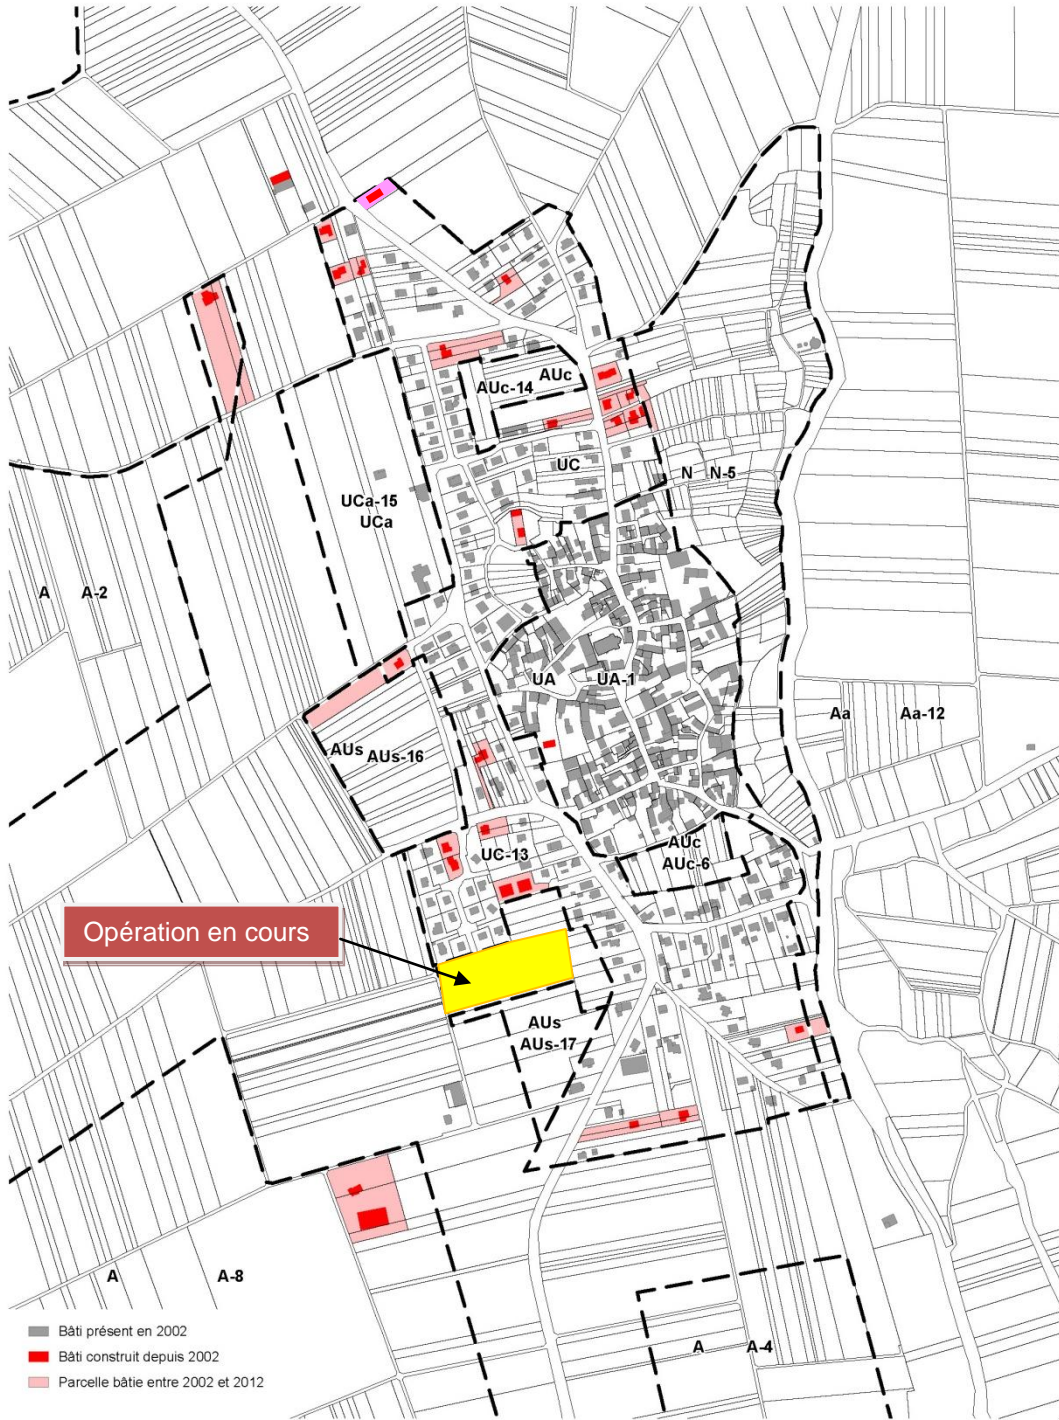 AUc
AUc-14
UC
N N-5
UCa-15
UCa
A A-2
UA UA-1
Aa Aa-12
AUs AUs-16
AUc
AUc-6
UC-13
Opération en cours
AUs
AUs-17
A A-8
A A-4
Bâti présent en 2002
Bâti construit depuis 2002
Parcelle bâtie entre 2002 et 2012